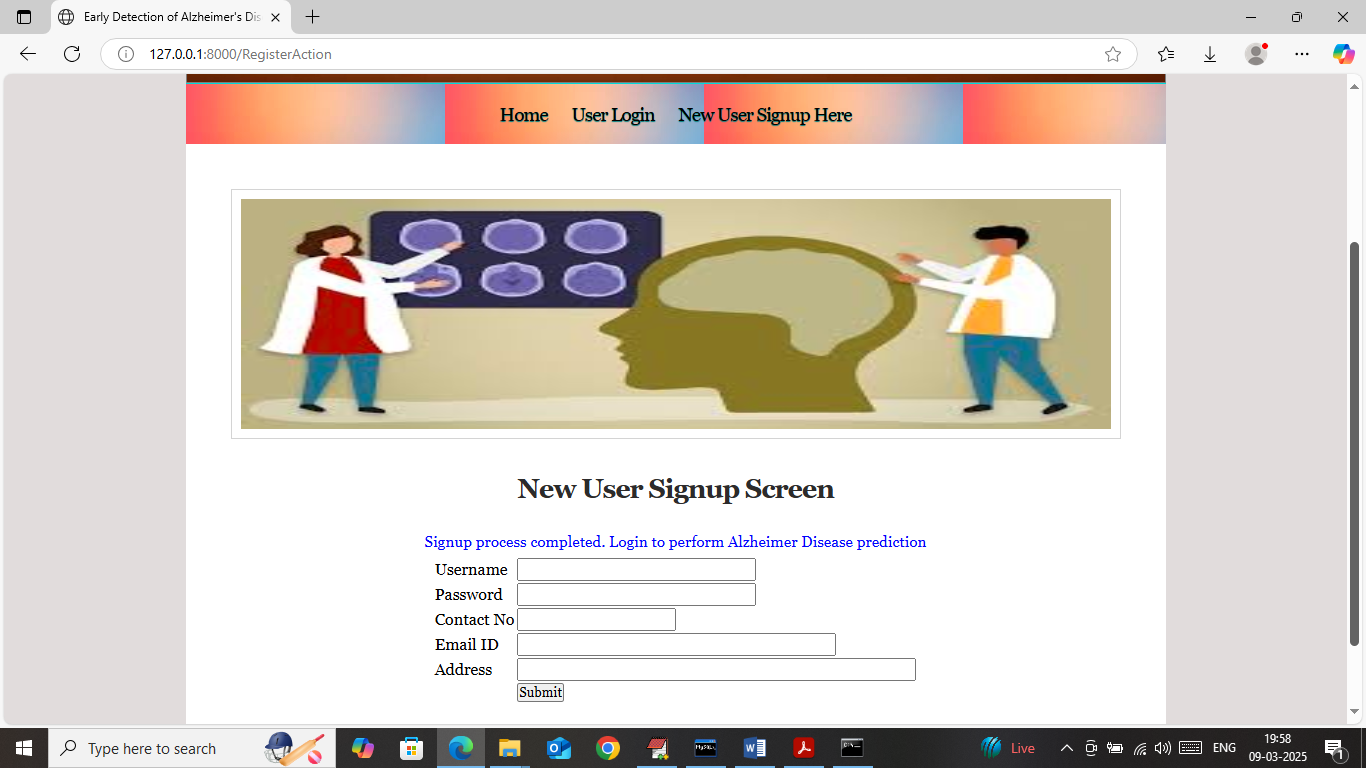 Early Detection of Alzheimer's Dis
127.0.0.1:8000/RegisterAction
Home User Login New User Signup Here
New User Signup Screen
Signup process completed. Login to perform Alzheimer Disease prediction
Username
Password
Contact No
Email ID
Address
Submit
Type here to search
Live
ENG
19:58
09-03-2025
1